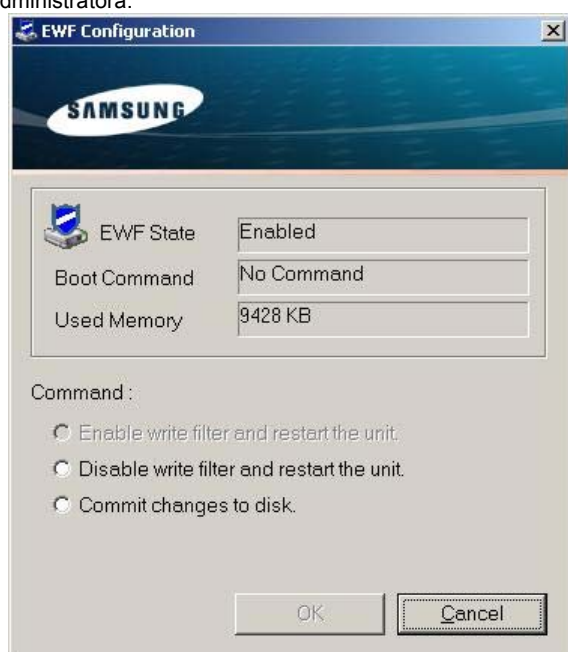 dministratora.
EWF Configuration
SAMSUNG
EWF State Enabled
Boot Command No Command
Used Memory 9428 KB
Command :
Enable write filter and restart the unit.
Disable write filter and restart the unit.
Commit changes to disk.
OK Cancel